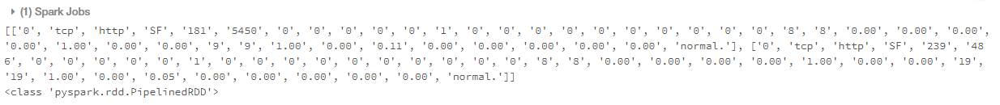 (1) Spark Jobs
[['0', 'tcp', 'http', 'SF', '181', '5450', '0', '0', '0', '0', '0', '1', '0', '0', '0', '0', '0', '0', '0', '0', '0', '0', '8', '8', '0.00', '0.00', '0.00',
'0.00', '1.00', '0.00', '0.00', '9', '9', '1.00', '0.00', '0.11', '0.00', '0.00', '0.00', '0.00', '0.00', 'normal.'], ['0', 'tcp', 'http', 'SF', '239', '48
6', '0', '0', '0', '0', '0', '1', '0', '0', '0', '0', '0', '0', '0', '0', '0', '0', '8', '8', '0.00', '0.00', '0.00', '0.00', '1.00', '0.00', '0.00', '19',
'19', '1.00', '0.00', '0.05', '0.00', '0.00', '0.00', '0.00', '0.00', 'normal.']]
<class 'pyspark.rdd.PipelinedRDD'>